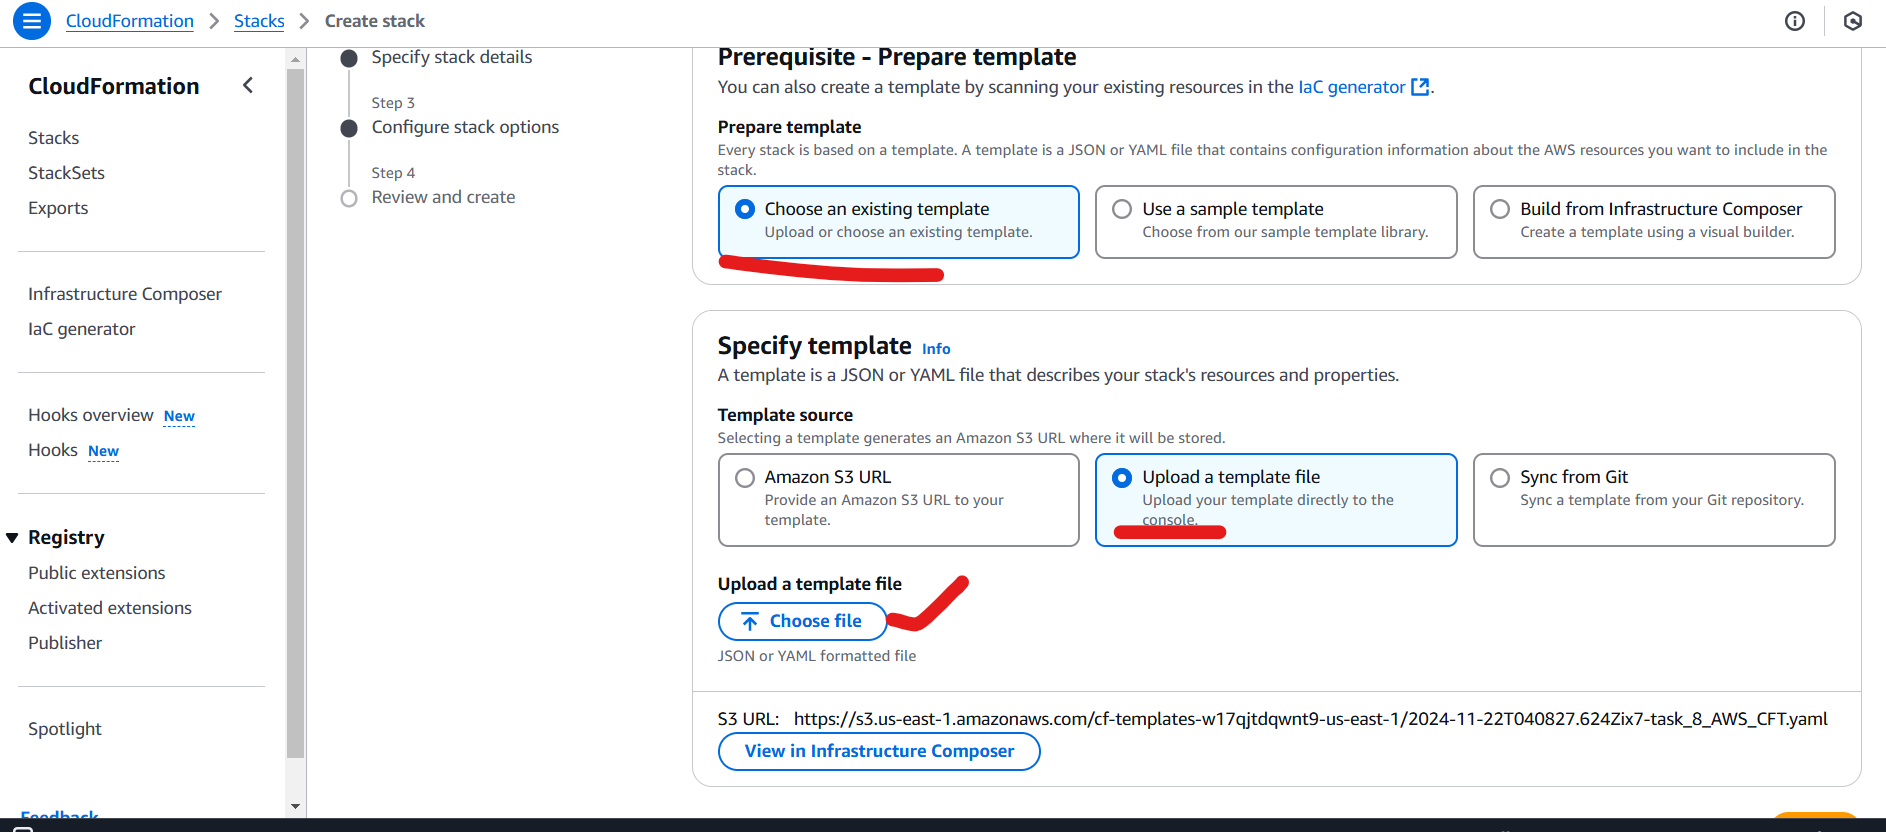 CloudFormation > Stacks > Create stack
CloudFormation
Stacks
StackSets
Exports
Infrastructure Composer
IaC generator
Hooks overview New
Hooks New
Registry
Public extensions
Activated extensions
Publisher
Spotlight
Feedback
Specify stack details
Step 3
Configure stack options
Step 4
Review and create
Prerequisite - Prepare template
You can also create a template by scanning your existing resources in the IaC generator.
Prepare template
Every stack is based on a template. A template is a JSON or YAML file that contains configuration information about the AWS resources you want to include in the
stack.
Choose an existing template
Upload or choose an existing template.
Use a sample template
Choose from our sample template library.
Build from Infrastructure Composer
Create a template using a visual builder.
Specify template Info
A template is a JSON or YAML file that describes your stack's resources and properties.
Template source
Selecting a template generates an Amazon S3 URL where it will be stored.
Amazon S3 URL
Provide an Amazon S3 URL to your
template.
Upload a template file
Upload your template directly to the
console.
Sync from Git
Sync a template from your Git repository.
Upload a template file
Choose file
JSON or YAML formatted file
S3 URL: https://s3.us-east-1.amazonaws.com/cf-templates-w17qjtdqwnt9-us-east-1/2024-11-22T040827.624Zix7-task_8_AWS_CFT.yaml
View in Infrastructure Composer